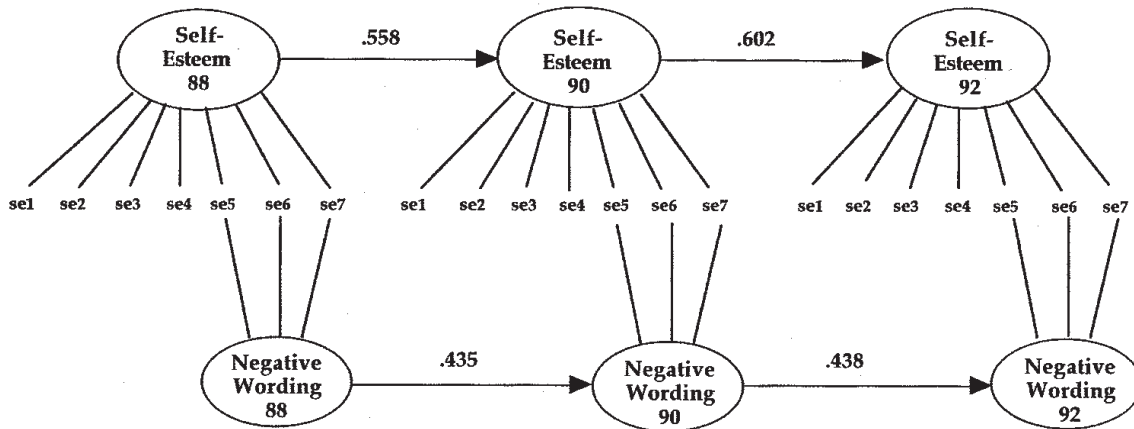 Self-
Esteem
88
.558
Self-
Esteem
90
.602
Self-
Esteem
92
se1 se2 se3 se4 se5 se6 se7
se1 se2 se3 se4 se5 se6 se7
se1 se2 se3 se4 se5 se6 se7
Negative
Wording
88
.435
Negative
Wording
90
.438
Negative
Wording
92